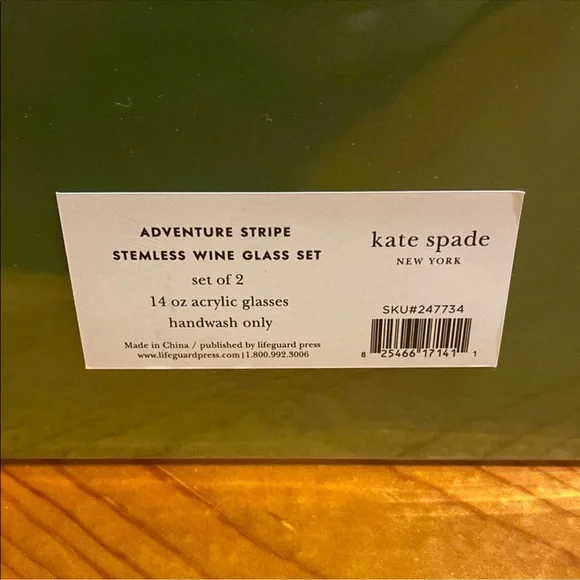 ADVENTURE STRIPE
STEMLESS WINE GLASS SET
set of 2
14 oz acrylic glasses
handwash only
Made in China / published by lifeguard press
www.lifeguardpress.com | 1.800.992.3006
kate spade
NEW YORK
SKU#247734
8 25466 17141 1